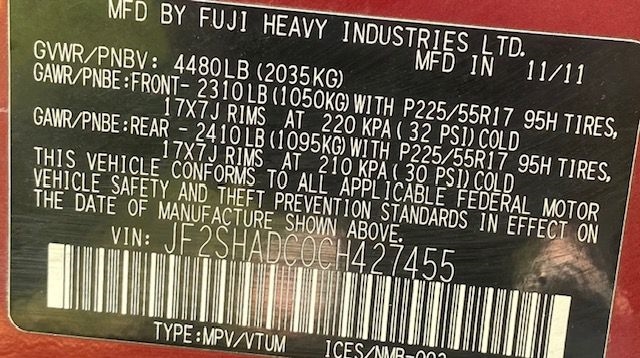 MFD BY FUJI HEAVY INDUSTRIES LTD.
GVWR/PNBV: 4480LB(2035KG) MFD IN 11/11
GAWR/PNBE:FRONT- 2310LB(1050KG)WITH P225/55R17 95H TIRES,
17X7J RIMS AT 220 KPA(32 PSI)COLD
GAWR/PNBE:REAR - 2410LB(1095KG)WITH P225/55R17 95H TIRES,
17X7J RIMS AT 210 KPA(30 PSI)COLD
THIS VEHICLE CONFORMS TO ALL APPLICABLE FEDERAL MOTOR
VEHICLE SAFETY AND THEFT PREVENTION STANDARDS IN EFFECT ON
THE DATE OF MANUFACTURE SHOWN ABOVE.
VIN: JF2SHADC0CH427455
TYPE:MPV/VTUM ICES/NMB-002